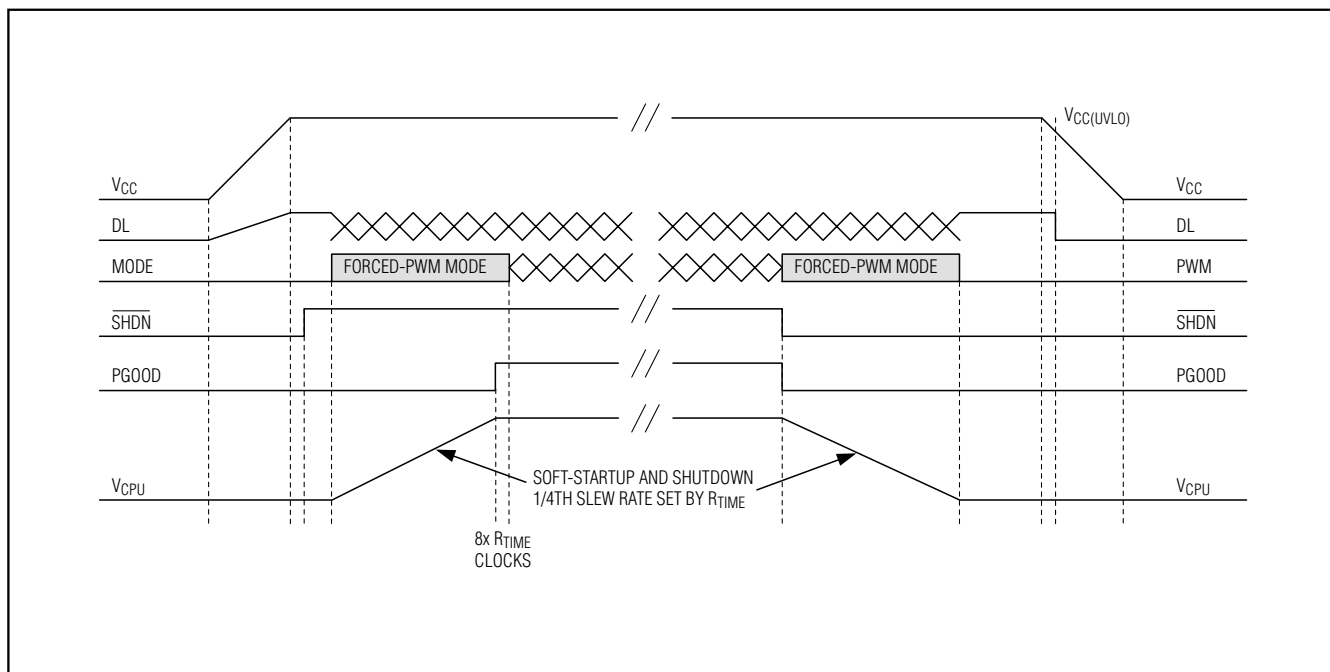 VCC(UVLO)
VCC
VCC
DL
DL
MODE
FORCED-PWM MODE
FORCED-PWM MODE
PWM
SHDN
SHDN
PGOOD
PGOOD
SOFT-STARTUP AND SHUTDOWN
1/4TH SLEW RATE SET BY RTIME
VCPU
VCPU
8x RTIME
CLOCKS